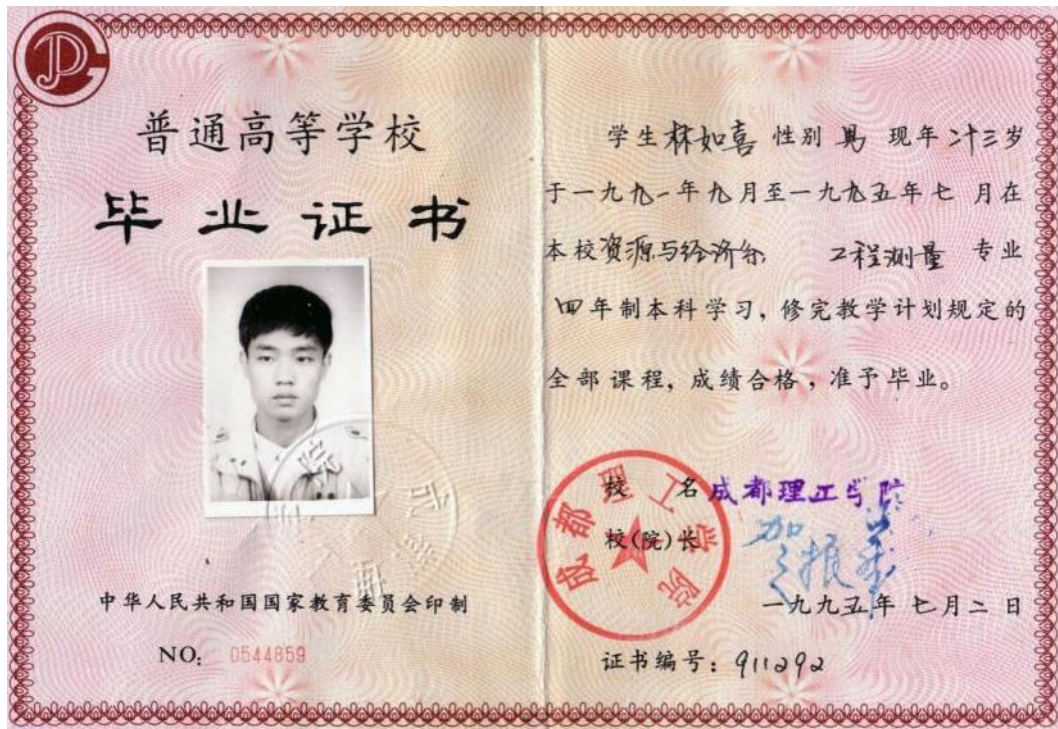 普通高等学校
毕业证书
中华人民共和国国家教育委员会印制
NO: 0544859
学生林如喜 性别 男 现年 廿三岁
于一九九一年九月至一九九五年七 月在
本校资源与经济系 工程测量 专业
四年制本科学习,修完教学计划规定的
全部课程,成绩合格,准予毕业。
校 名 成都理工学院
校(院)长 贺振华
成都理工学院
一九九五年 七月二 日
证书编号:911292